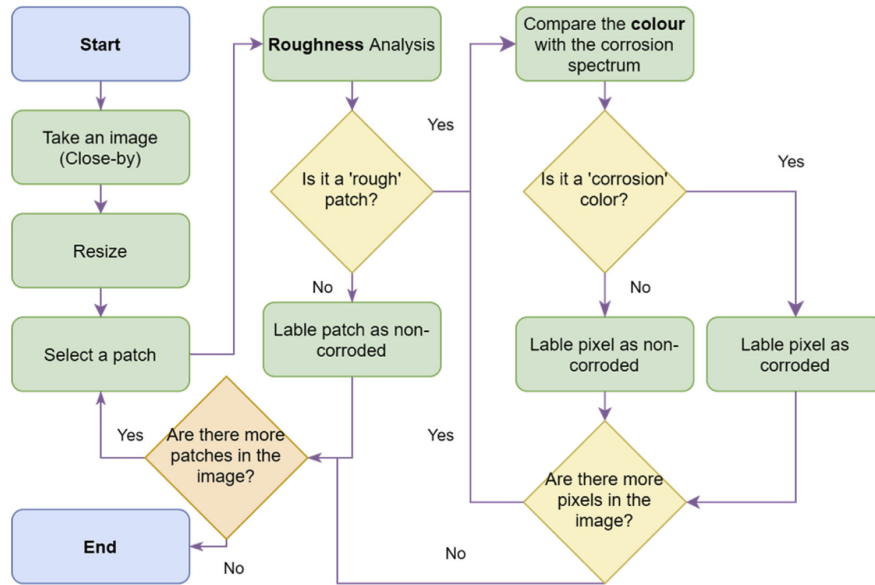 Start
Take an image
(Close-by)
Resize
Select a patch
Roughness Analysis
Is it a 'rough'
patch?
Yes
No
Lable patch as non-
corroded
Compare the colour
with the corrosion
spectrum
Is it a 'corrosion'
color?
Yes
No
Lable pixel as non-
corroded
Lable pixel as
corroded
Are there more
pixels in the
image?
Yes
No
Are there more
patches in the
image?
Yes
No
End